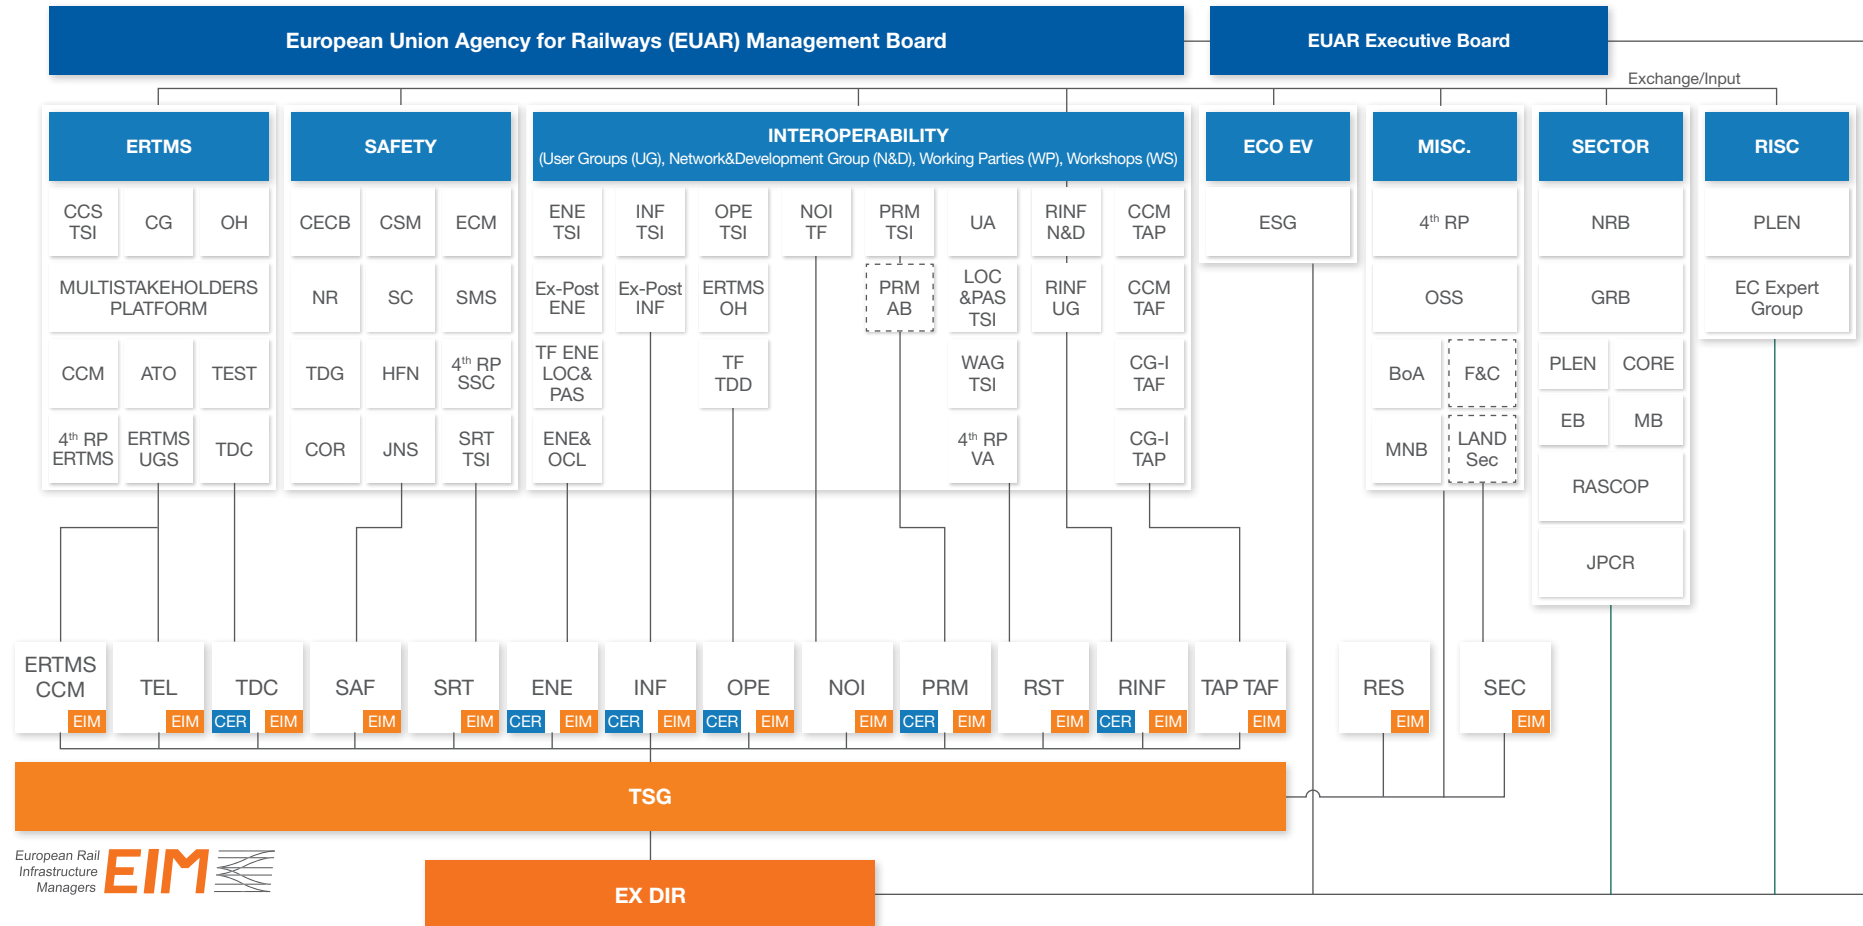 European Union Agency for Railways (EUAR) Management Board
EUAR Executive Board
Exchange/Input
ERTMS
SAFETY
INTEROPERABILITY
(User Groups (UG), Network&Development Group (N&D), Working Parties (WP), Workshops (WS)
ECO EV
MISC.
SECTOR
RISC
CCS
TSI
CG
OH
MULTISTAKEHOLDERS
PLATFORM
CCM
ATO
TEST
4th RP
ERTMS
ERTMS
UGS
TDC
CECB
CSM
ECM
NR
SC
SMS
TDG
HFN
4th RP
SSC
COR
JNS
SRT
TSI
ENE
TSI
INF
TSI
OPE
TSI
NOI
TF
PRM
TSI
UA
RINF
N&D
CCM
TAP
Ex-Post
ENE
Ex-Post
INF
ERTMS
OH
PRM
AB
LOC
&PAS
TSI
RINF
UG
CCM
TAF
TF ENE
LOC&
PAS
TF
TDD
WAG
TSI
CG-I
TAF
ENE&
OCL
4th RP
VA
CG-I
TAP
ESG
4th RP
OSS
BoA
F&C
MNB
LAND
Sec
NRB
GRB
PLEN
CORE
EB
MB
RASCOP
JPCR
PLEN
EC Expert
Group
ERTMS
CCM
EIM
TEL
EIM
TDC
CER
EIM
SAF
EIM
SRT
EIM
ENE
CER
EIM
INF
CER
EIM
OPE
CER
EIM
NOI
EIM
PRM
CER
EIM
RST
EIM
RINF
CER
EIM
TAP TAF
EIM
RES
EIM
SEC
EIM
TSG
European Rail
Infrastructure
Managers
EIM
EX DIR